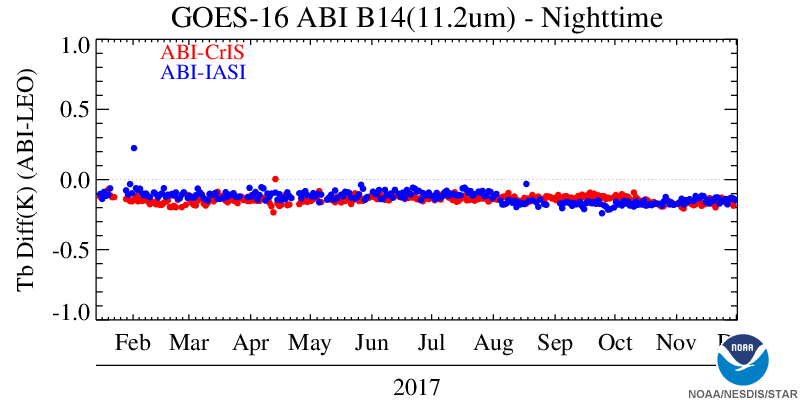 GOES-16 ABI B14(11.2um) - Nighttime
ABI-CrIS
ABI-IASI
Tb Diff(K) (ABI-LEO)
1.0
0.5
0.0
-0.5
-1.0
Feb Mar Apr May Jun Jul Aug Sep Oct Nov
2017
NOAA
NOAA/NESDIS/STAR